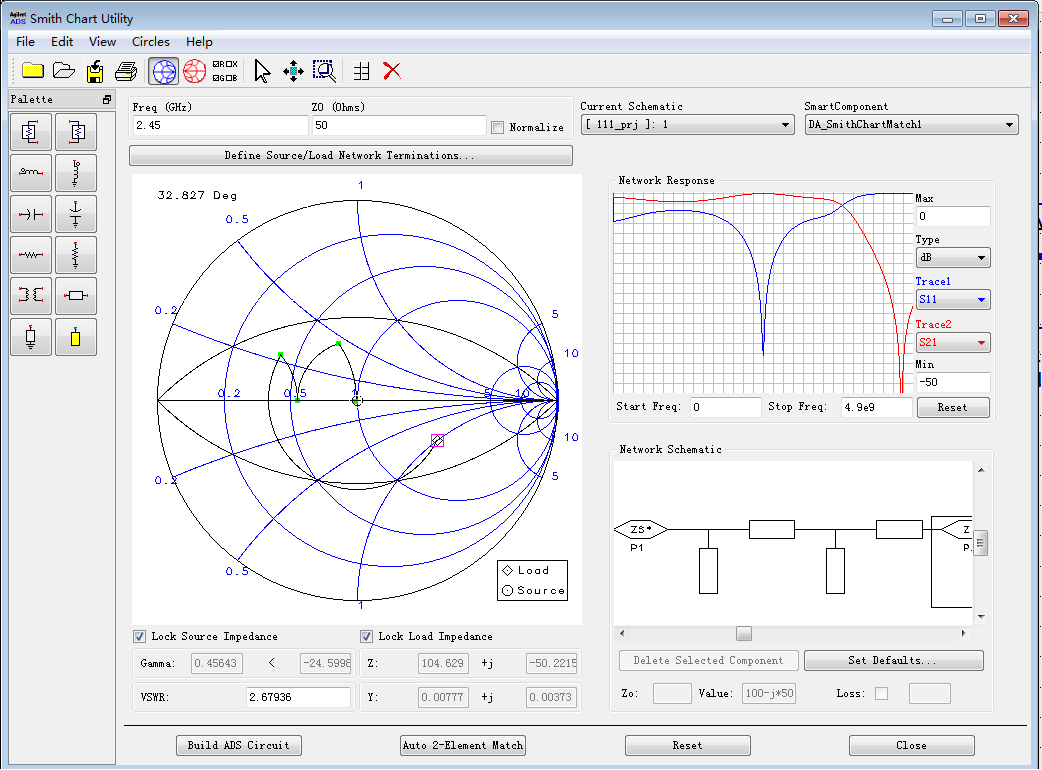 Agilent
ADS
Smith Chart Utility
File Edit View Circles Help
Palette
Freq (GHz)
2.45
Z0 (Ohms)
50
Normalize
Current Schematic
[ 111_prj ]: 1
SmartComponent
DA_SmithChartMatch1
Define Source/Load Network Terminations...
32.827 Deg
1
0.5
0.2
5
10
0.2 0.5 1 5 10
10
0.2
5
0.5
1
Load
Source
Network Response
Max
0
Type
dB
Trace1
S11
Trace2
S21
Min
-50
Start Freq: 0 Stop Freq: 4.9e9 Reset
Network Schematic
ZS*
P1
Z
P.
Lock Source Impedance Lock Load Impedance
Gamma: 0.45643 < -24.5998 Z: 104.629 +j -50.2215
VSWR: 2.67936 Y: 0.00777 +j 0.00373
Delete Selected Component Set Defaults...
Zo: Value: 100-j*50 Loss:
Build ADS Circuit Auto 2-Element Match Reset Close